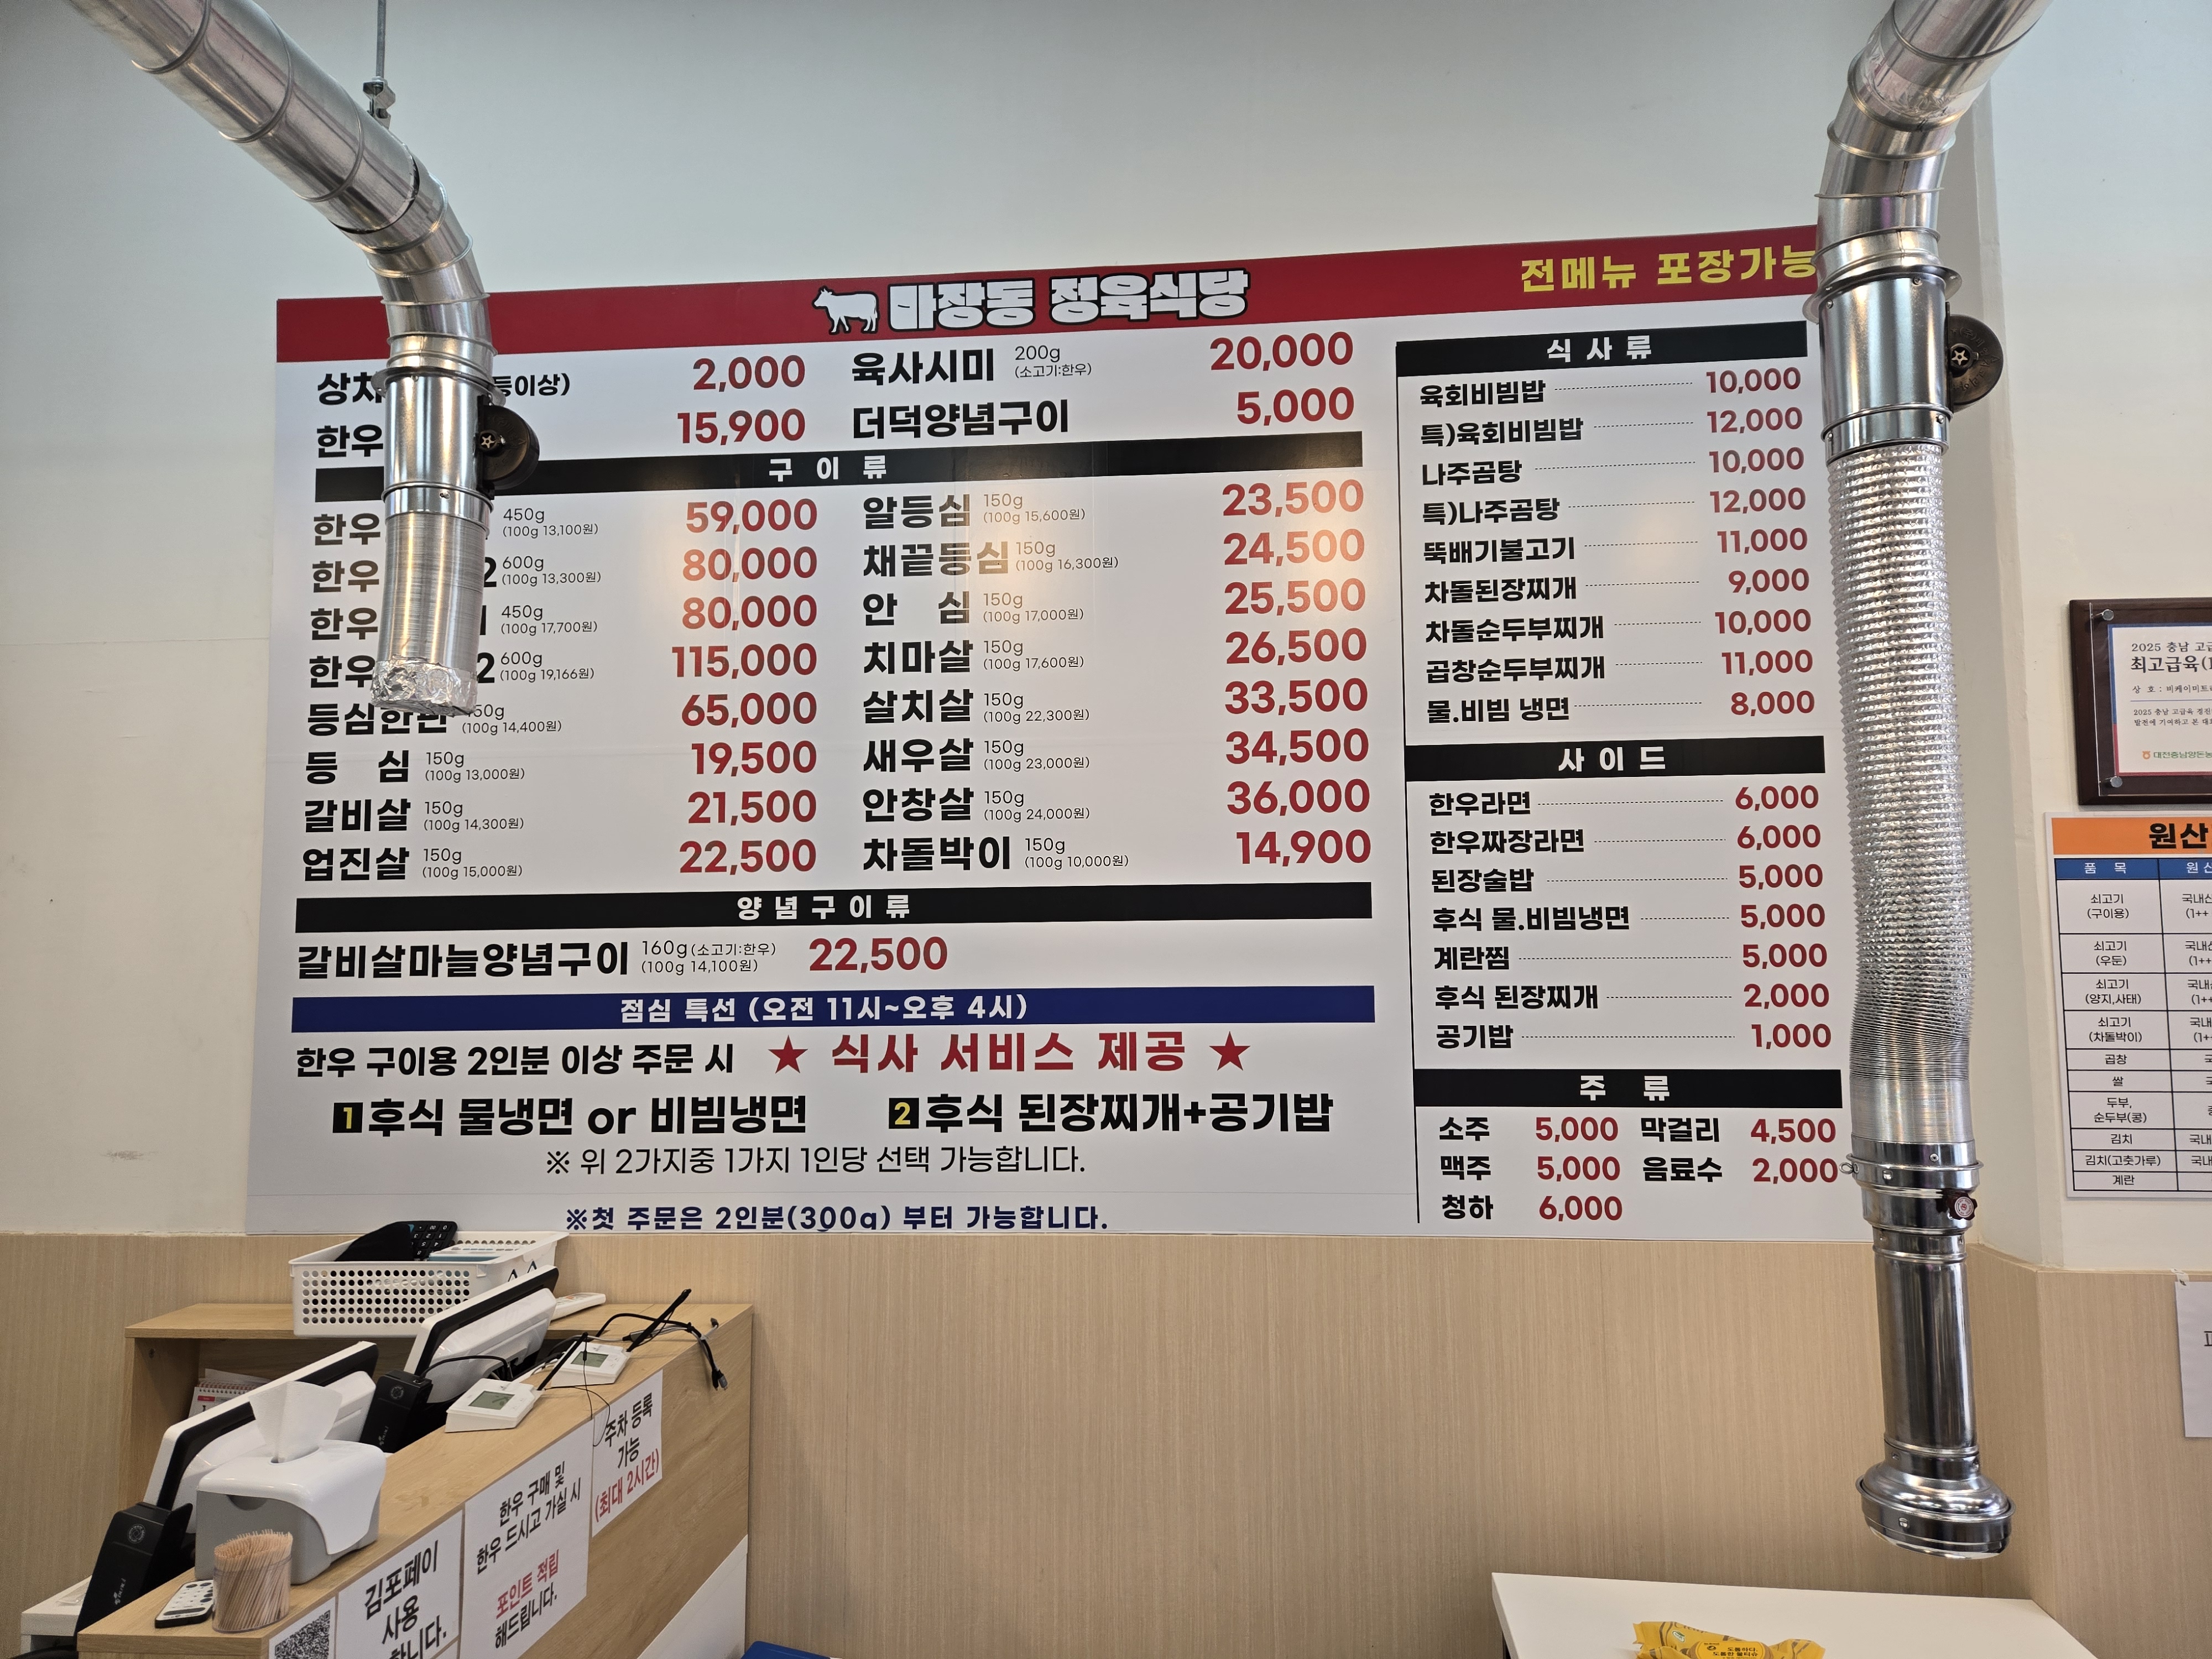 마장동 정육식당
전메뉴 포장가능
2,000
15,900
육사시미 200g (소고기:한우) 20,000
더덕양념구이 5,000
구이류
450g (100g 13,100원) 59,000
600g (100g 13,300원) 80,000
450g (100g 17,700원) 80,000
600g (100g 19,166원) 115,000
등심한판 (100g 14,400원) 65,000
등심 150g (100g 13,000원) 19,500
갈비살 150g (100g 14,300원) 21,500
업진살 150g (100g 15,000원) 22,500
알등심 150g (100g 15,600원) 23,500
채끝등심 150g (100g 16,300원) 24,500
안심 150g (100g 17,000원) 25,500
치마살 150g (100g 17,600원) 26,500
살치살 150g (100g 22,300원) 33,500
새우살 150g (100g 23,000원) 34,500
안창살 150g (100g 24,000원) 36,000
차돌박이 150g (100g 10,000원) 14,900
양념구이류
갈비살마늘양념구이 160g(소고기:한우) (100g 14,100원) 22,500
점심 특선 (오전 11시~오후 4시)
한우 구이용 2인분 이상 주문 시 ★ 식사 서비스 제공 ★
1 후식 물냉면 or 비빔냉면 2 후식 된장찌개+공기밥
※ 위 2가지중 1가지 1인당 선택 가능합니다.
※첫 주문은 2인분(300g) 부터 가능합니다.
식사류
육회비빔밥 10,000
특)육회비빔밥 12,000
나주곰탕 10,000
특)나주곰탕 12,000
뚝배기불고기 11,000
차돌된장찌개 9,000
차돌순두부찌개 10,000
곱창순두부찌개 11,000
물.비빔 냉면 8,000
사이드
한우라면 6,000
한우짜장라면 6,000
된장술밥 5,000
후식 물.비빔냉면 5,000
계란찜 5,000
후식 된장찌개 2,000
공기밥 1,000
주류
소주 5,000 막걸리 4,500
맥주 5,000 음료수 2,000
청하 6,000
2025 충남
품목
쇠고기 (구이용)
쇠고기 (우둔)
쇠고기 (양지,사태)
쇠고기 (차돌박이)
곱창
쌀
두부, 순두부(콩)
김치
김치(고춧가루)
계란
주차 등록
가능
(최대 2시간)
한우 구매 및
한우 드시고 가실 시
포인트 적립
해드립니다.
김포페이
사용